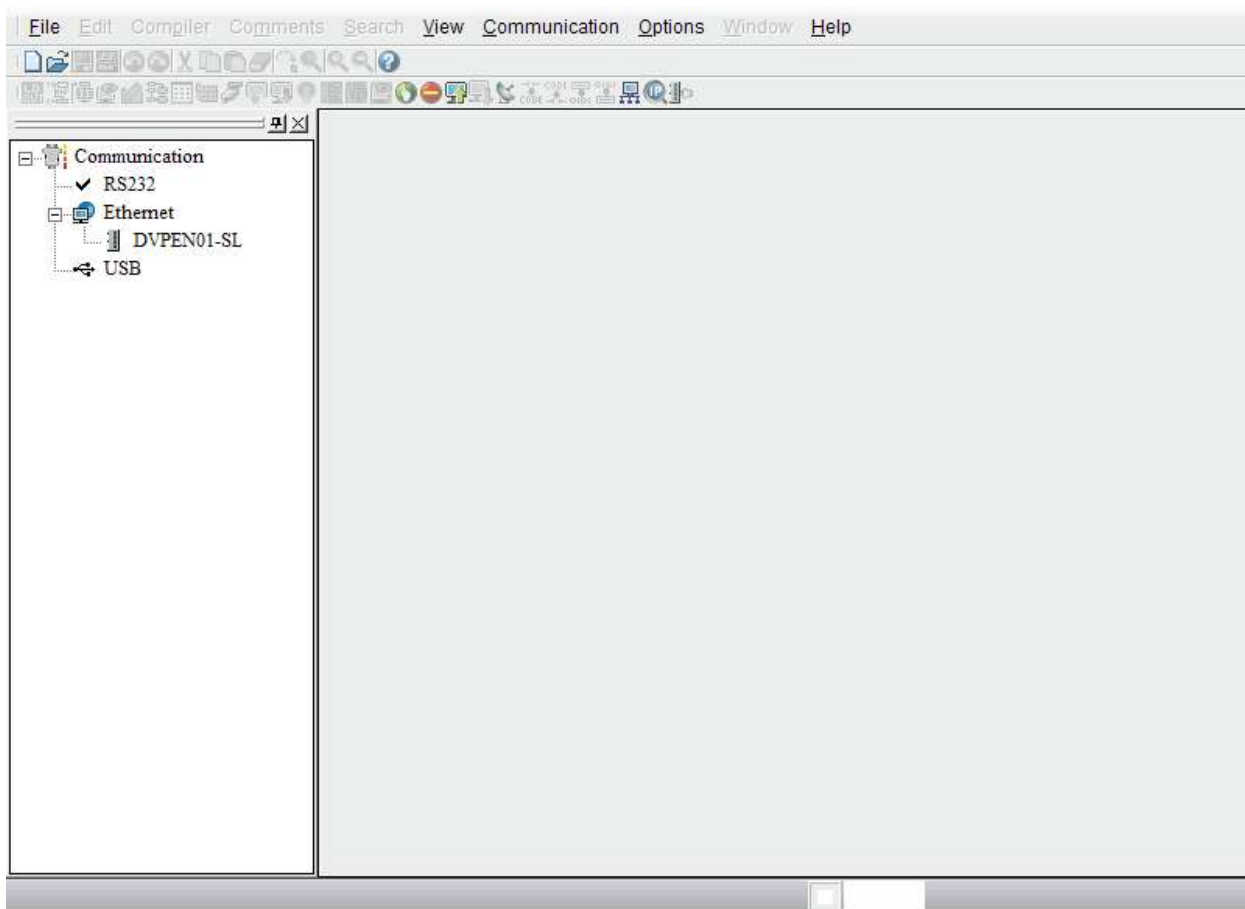 File Edit Compiler Comments Search View Communication Options Window Help
Communication
RS232
Ethernet
DVPEN01-SL
USB